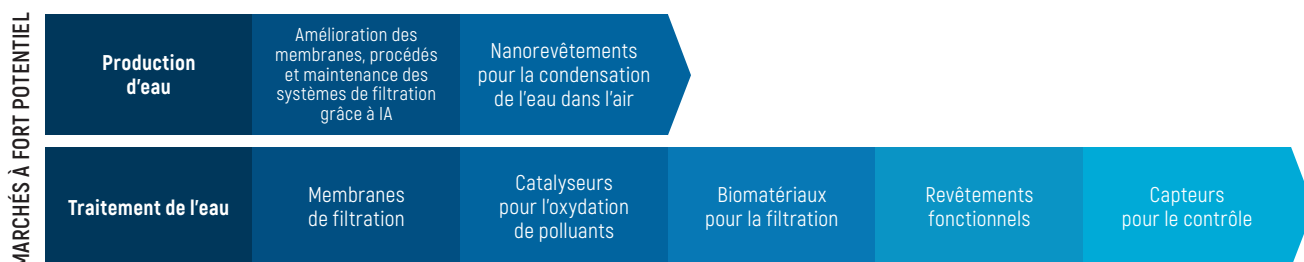 MARCHÉS À FORT POTENTIEL
Production
d'eau
Amélioration des
membranes, procédés
et maintenance des
systèmes de filtration
grâce à IA
Nanorevêtements
pour la condensation
de l'eau dans l'air
Traitement de l'eau
Membranes
de filtration
Catalyseurs
pour l'oxydation
de polluants
Biomatériaux
pour la filtration
Revêtements
fonctionnels
Capteurs
pour le contrôle